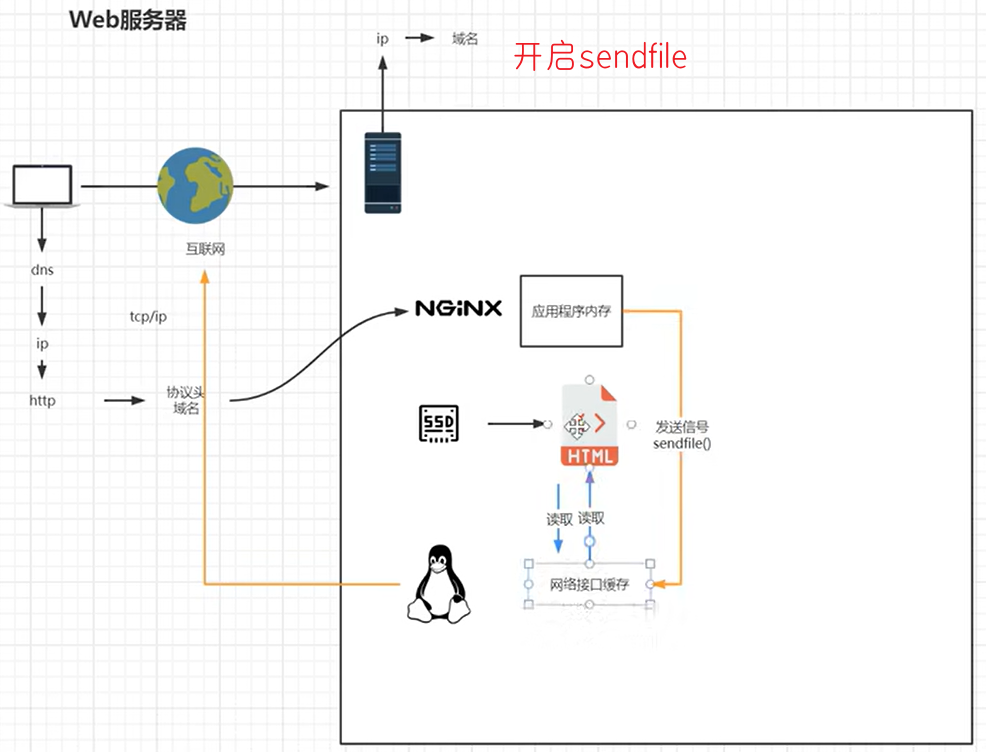 Web服务器
ip
域名
开启sendfile
互联网
dns
ip
http
tcp/ip
协议头
域名
NGINX
应用程序内存
SSD
HTML
发送信号
sendfile()
读取
读取
网络接口缓存